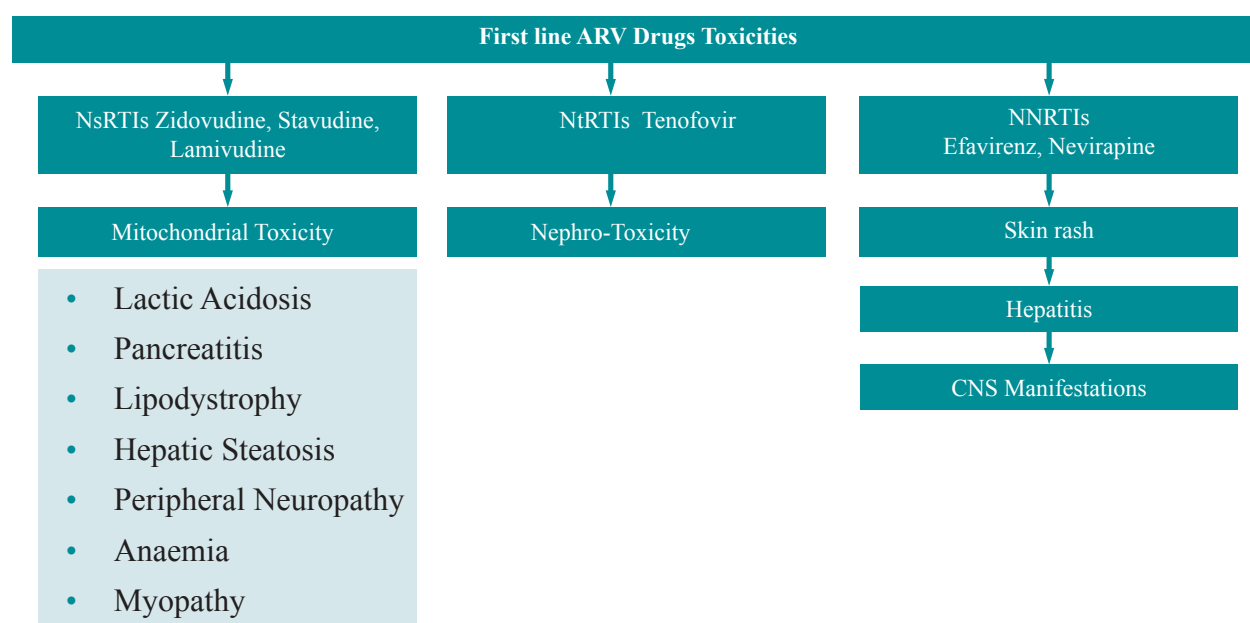 First line ARV Drugs Toxicities
NsRTIs Zidovudine, Stavudine,
Lamivudine
Mitochondrial Toxicity
• Lactic Acidosis
• Pancreatitis
• Lipodystrophy
• Hepatic Steatosis
• Peripheral Neuropathy
• Anaemia
• Myopathy
NtRTIs Tenofovir
Nephro-Toxicity
NNRTIs
Efavirenz, Nevirapine
Skin rash
Hepatitis
CNS Manifestations